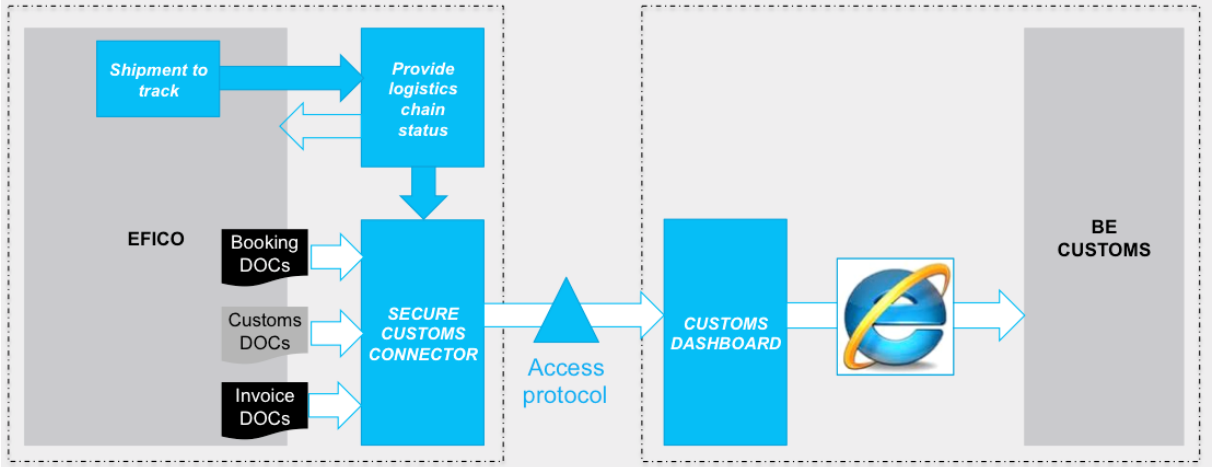 Shipment to
track
Provide
logistics
chain
status
EFICO
Booking
DOCs
Customs
DOCs
Invoice
DOCs
SECURE
CUSTOMS
CONNECTOR
Access
protocol
CUSTOMS
DASHBOARD
BE
CUSTOMS